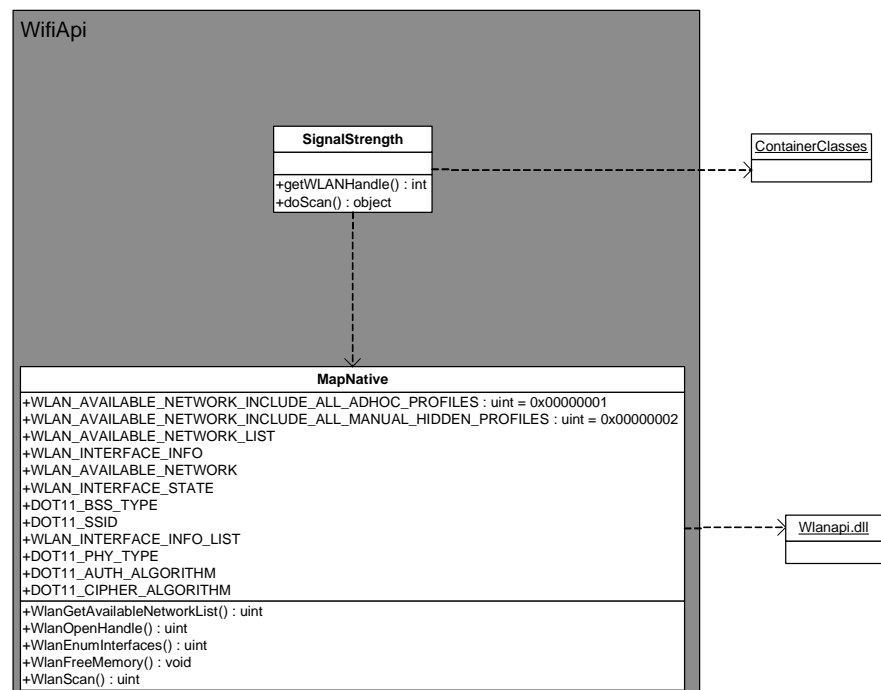 WifiApi
SignalStrength
+getWLANHandle() : int
+doScan() : object
ContainerClasses
MapNative
+WLAN_AVAILABLE_NETWORK_INCLUDE_ALL_ADHOC_PROFILES : uint = 0x00000001
+WLAN_AVAILABLE_NETWORK_INCLUDE_ALL_MANUAL_HIDDEN_PROFILES : uint = 0x00000002
+WLAN_AVAILABLE_NETWORK_LIST
+WLAN_INTERFACE_INFO
+WLAN_AVAILABLE_NETWORK
+WLAN_INTERFACE_STATE
+DOT11_BSS_TYPE
+DOT11_SSID
+WLAN_INTERFACE_INFO_LIST
+DOT11_PHY_TYPE
+DOT11_AUTH_ALGORITHM
+DOT11_CIPHER_ALGORITHM
+WlanGetAvailableNetworkList() : uint
+WlanOpenHandle() : uint
+WlanEnumInterfaces() : uint
+WlanFreeMemory() : void
+WlanScan() : uint
Wlanapi.dll